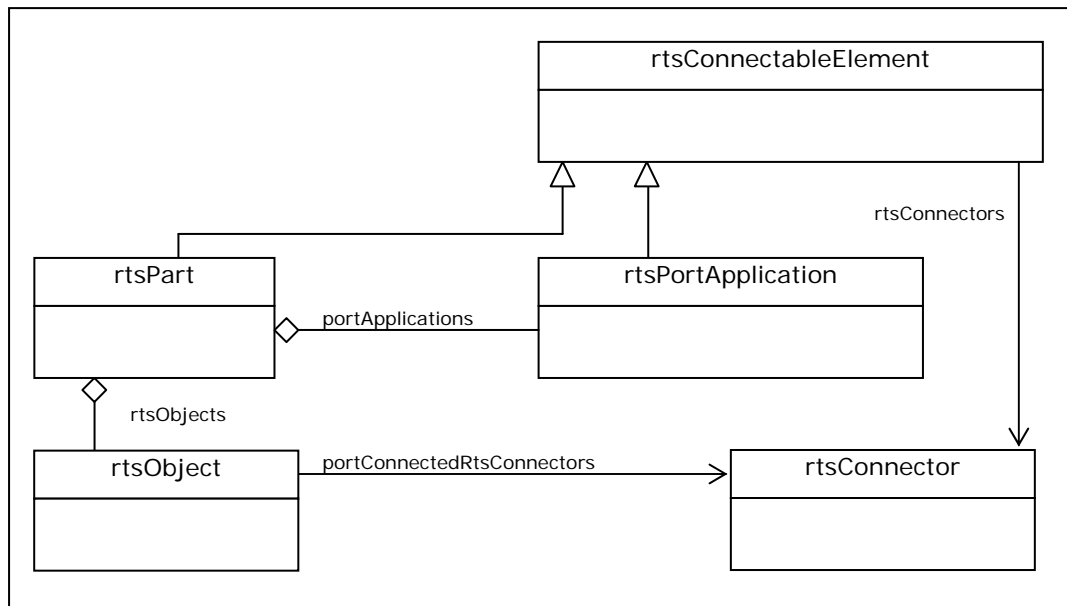 rtsConnectableElement
rtsConnectors
rtsPart
rtsPortApplication
portApplications
rtsObjects
rtsObject
portConnectedRtsConnectors
rtsConnector